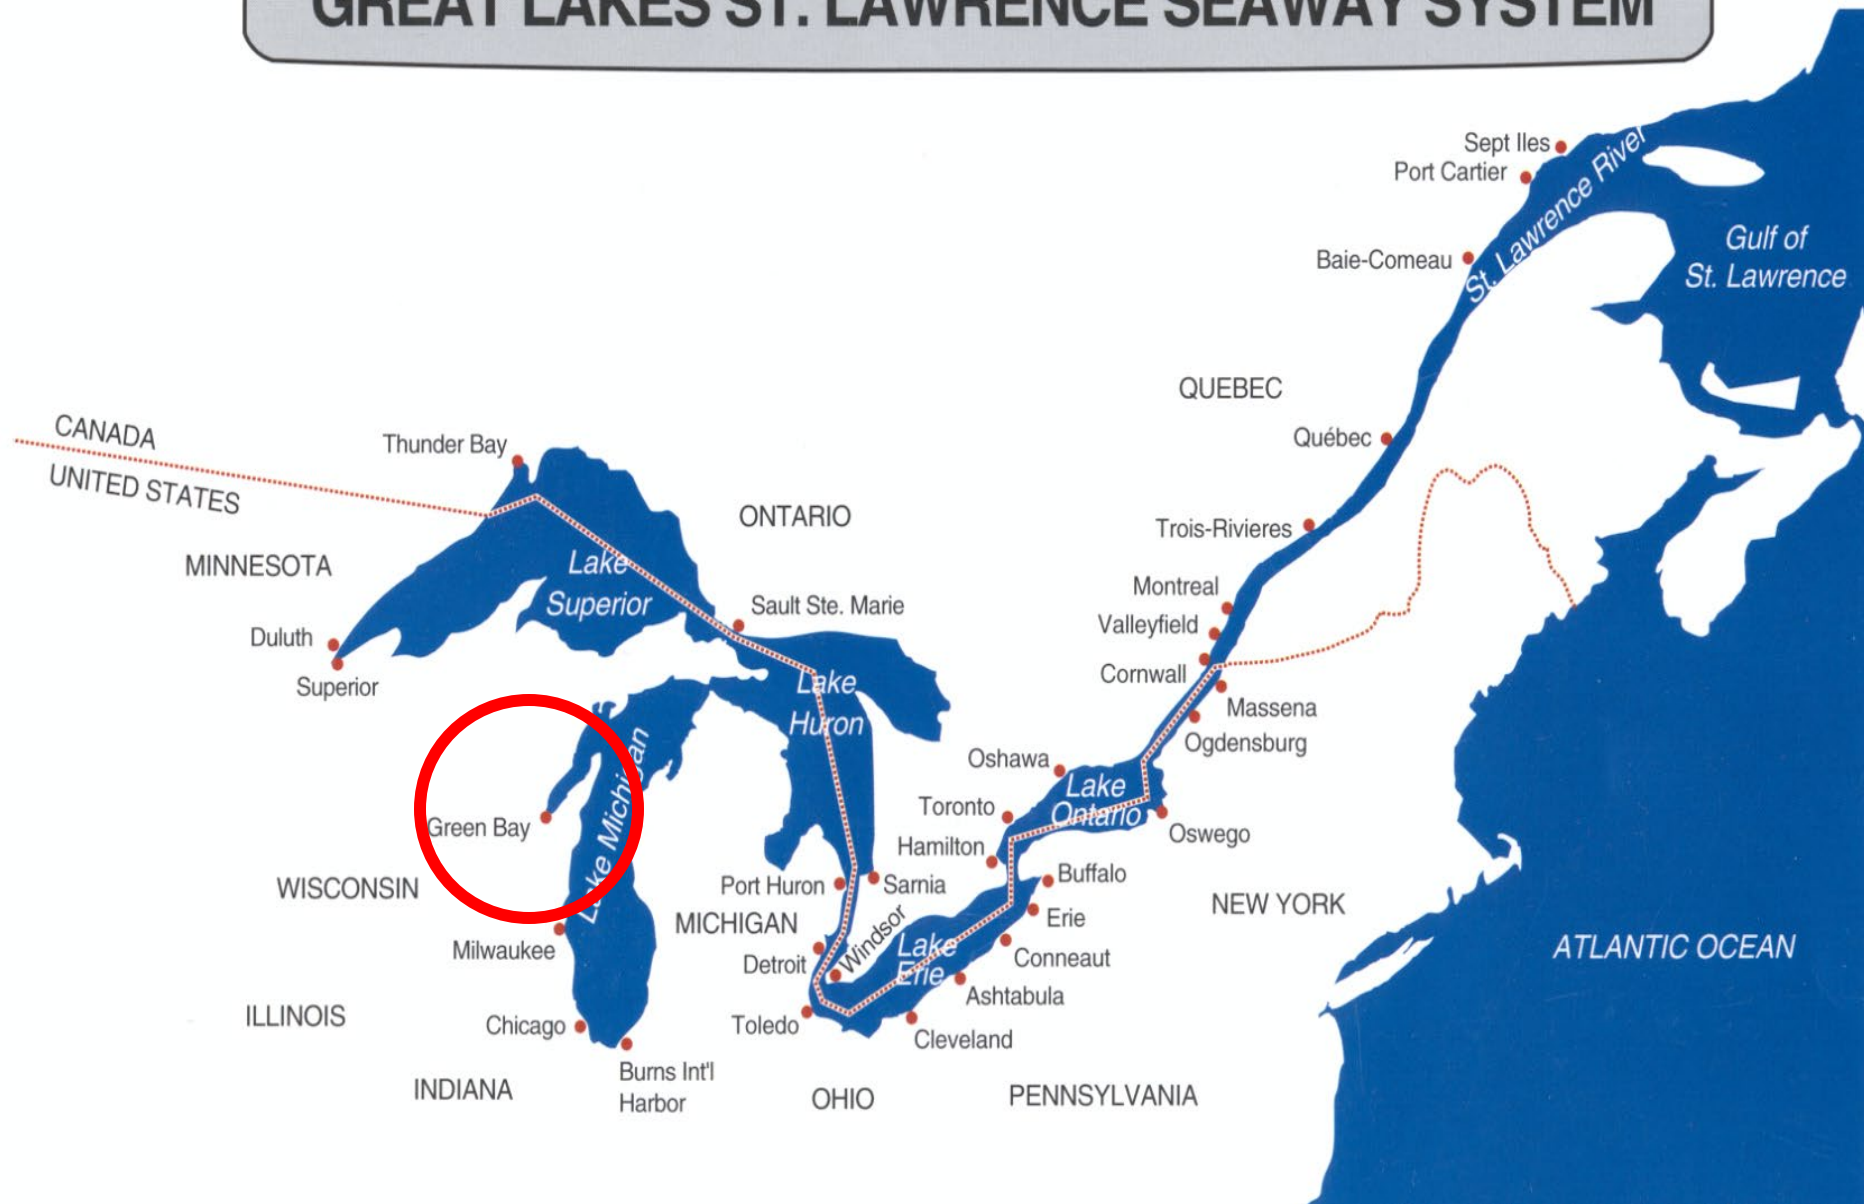 GREAT LAKES ST. LAWRENCE SEAWAY SYSTEM
Sept Iles
Port Cartier
St. Lawrence River
Gulf of
St. Lawrence
Baie-Comeau
QUEBEC
Québec
CANADA
UNITED STATES
Thunder Bay
ONTARIO
Trois-Rivieres
MINNESOTA
Lake
Superior
Montreal
Sault Ste. Marie
Valleyfield
Duluth
Superior
Cornwall
Lake
Huron
Massena
Ogdensburg
Oshawa
Lake
Ontario
Toronto
Oswego
Hamilton
Green Bay
Lake Michigan
WISCONSIN
Port Huron
Sarnia
Buffalo
NEW YORK
MICHIGAN
Windsor
Erie
Milwaukee
Detroit
Lake
Erie
Conneaut
ATLANTIC OCEAN
Ashtabula
ILLINOIS
Chicago
Toledo
Cleveland
Burns Int'l
Harbor
INDIANA
OHIO
PENNSYLVANIA